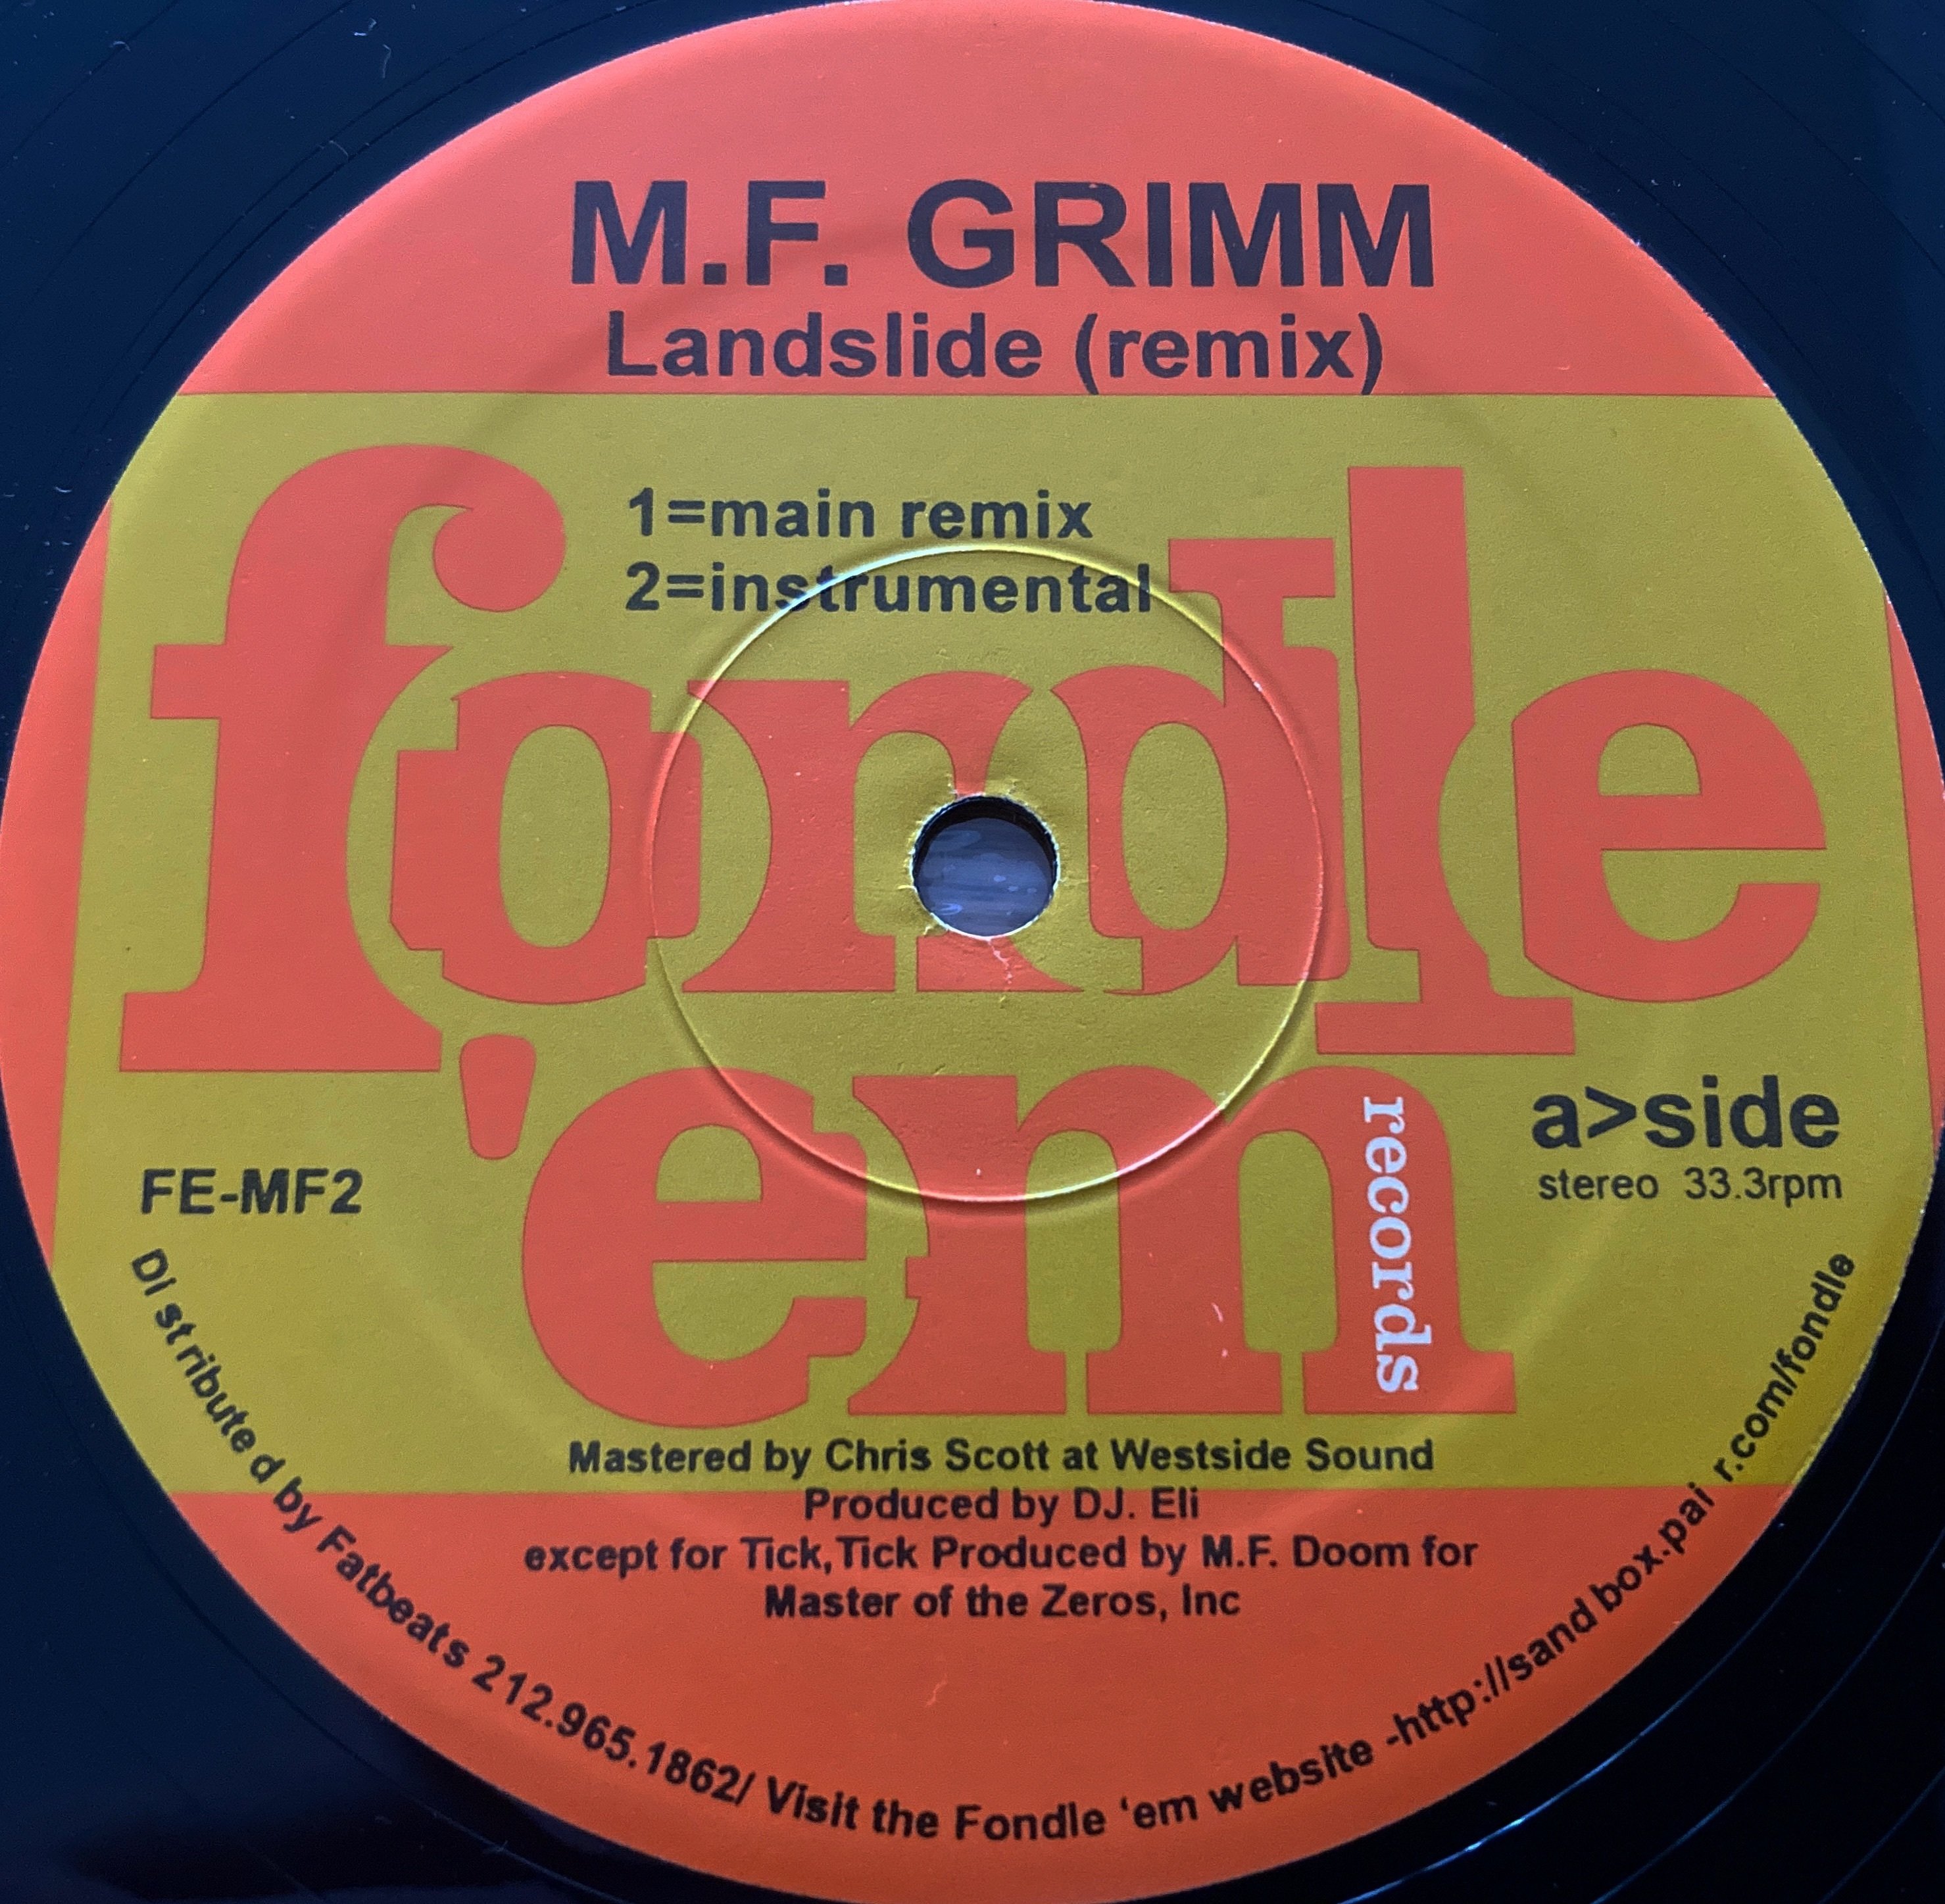 M.F. GRIMM
Landslide (remix)
1=main remix
2=instrumental
fondle
'em
records
a>side
stereo 33.3rpm
FE-MF2
Mastered by Chris Scott at Westside Sound
Produced by DJ. Eli
except for Tick,Tick Produced by M.F. Doom for
Master of the Zeros, Inc
DI st ribute d by Fatbeats 212.965.1862/ Visit the Fondle ‘em website -http://sand box.pai r.com/fondle